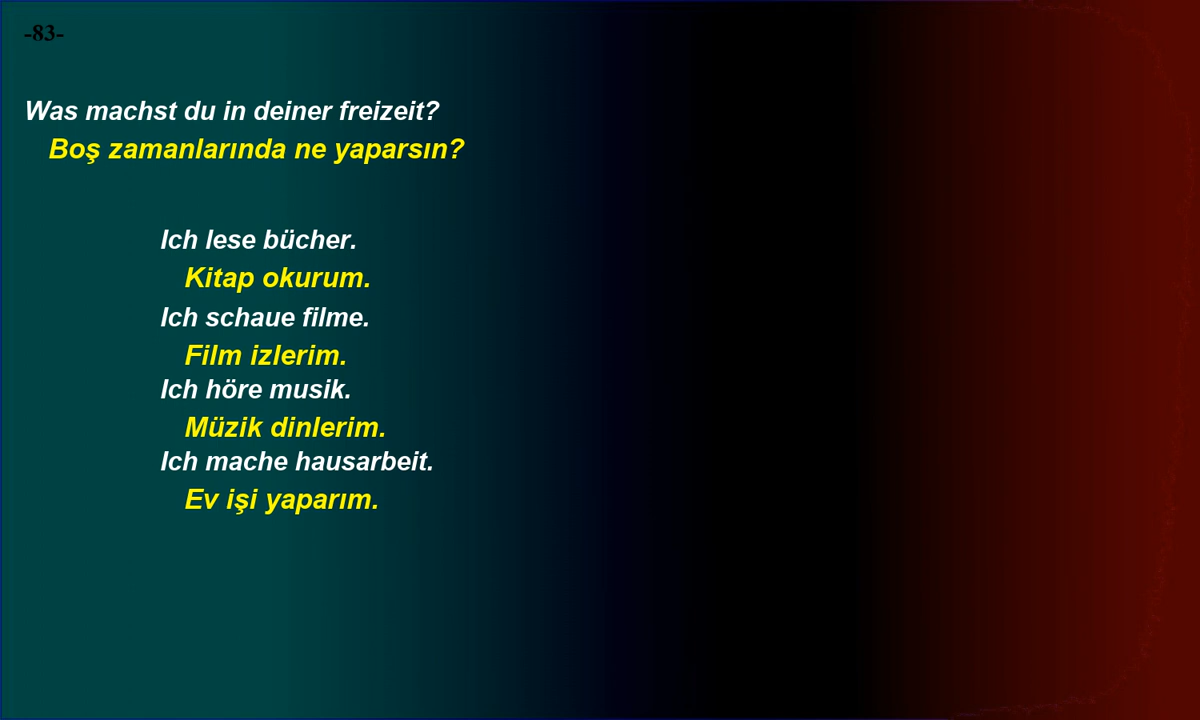 -83-
Was machst du in deiner freizeit?
Boş zamanlarında ne yaparsın?
Ich lese bücher.
Kitap okurum.
Ich schaue filme.
Film izlerim.
Ich höre musik.
Müzik dinlerim.
Ich mache hausarbeit.
Ev işi yaparım.